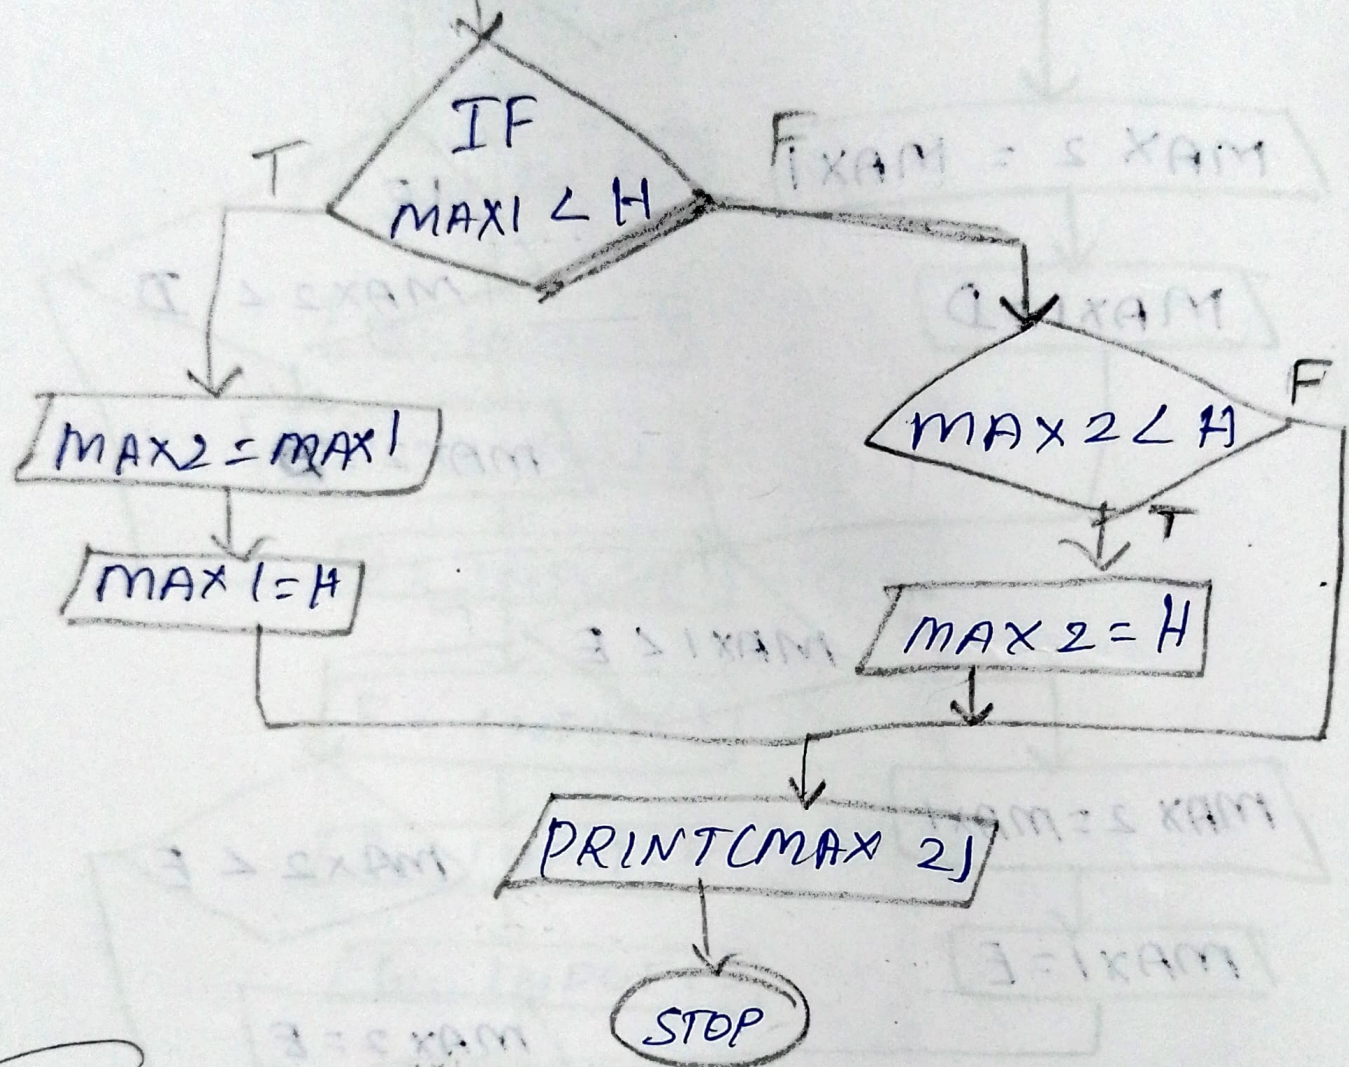 IF
MAX1 < H
T
F
MAX2 = MAX1
MAX1 = H
MAX2 < H
F
T
MAX2 = H
PRINT(MAX 2)
STOP